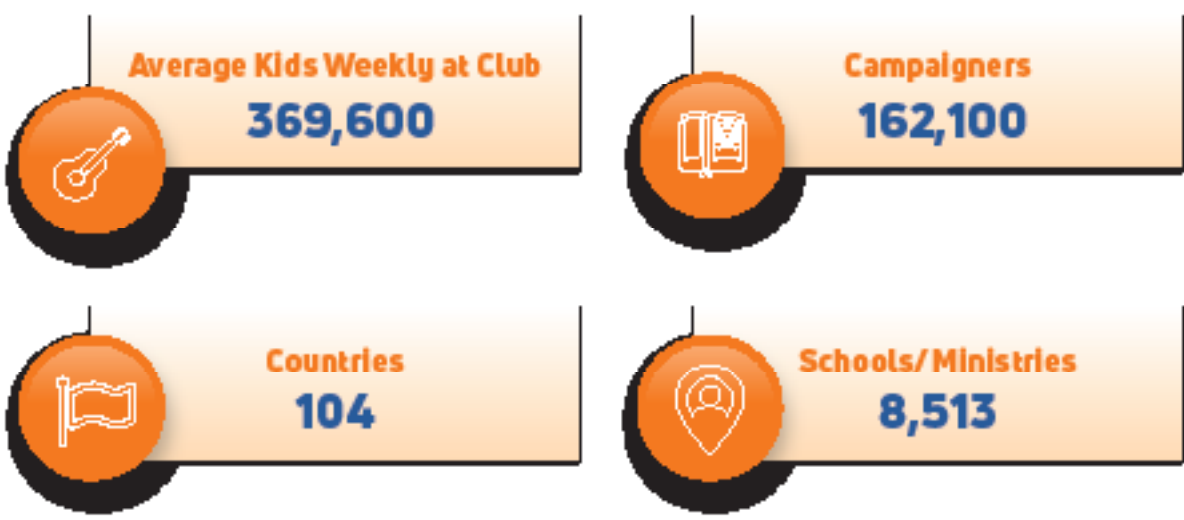 Average Kids Weekly at Club
369,600
Campaigners
162,100
Countries
104
Schools/Ministries
8,513